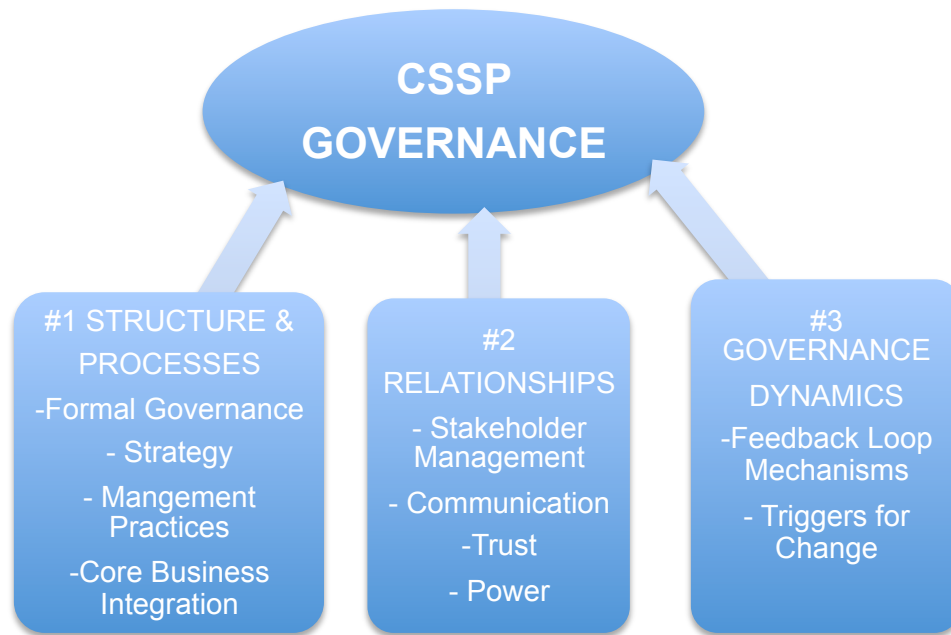 CSSP
GOVERNANCE
#1 STRUCTURE &
PROCESSES
-Formal Governance
- Strategy
- Mangement
Practices
-Core Business
Integration
#2
RELATIONSHIPS
- Stakeholder
Management
- Communication
-Trust
- Power
#3
GOVERNANCE
DYNAMICS
-Feedback Loop
Mechanisms
- Triggers for
Change